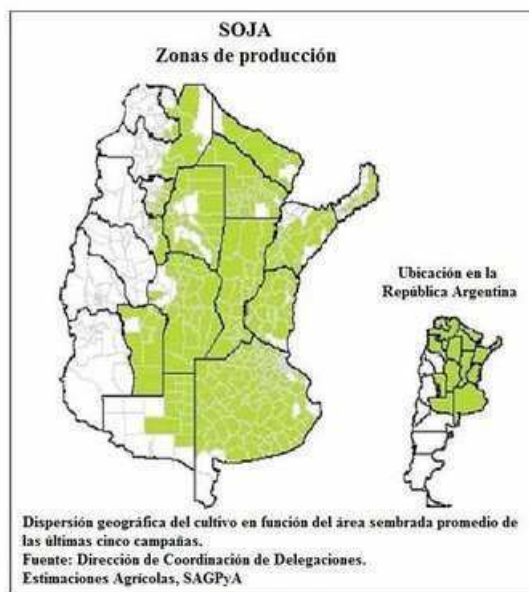 SOJA
Zonas de producción
Ubicación en la
República Argentina
Dispersión geográfica del cultivo en función del área sembrada promedio de
las últimas cinco campañas.
Fuente: Dirección de Coordinación de Delegaciones.
Estimaciones Agrícolas, SAGPyA